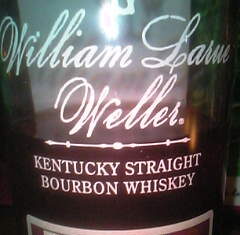 William Larue
Weller®
KENTUCKY STRAIGHT
BOURBON WHISKEY